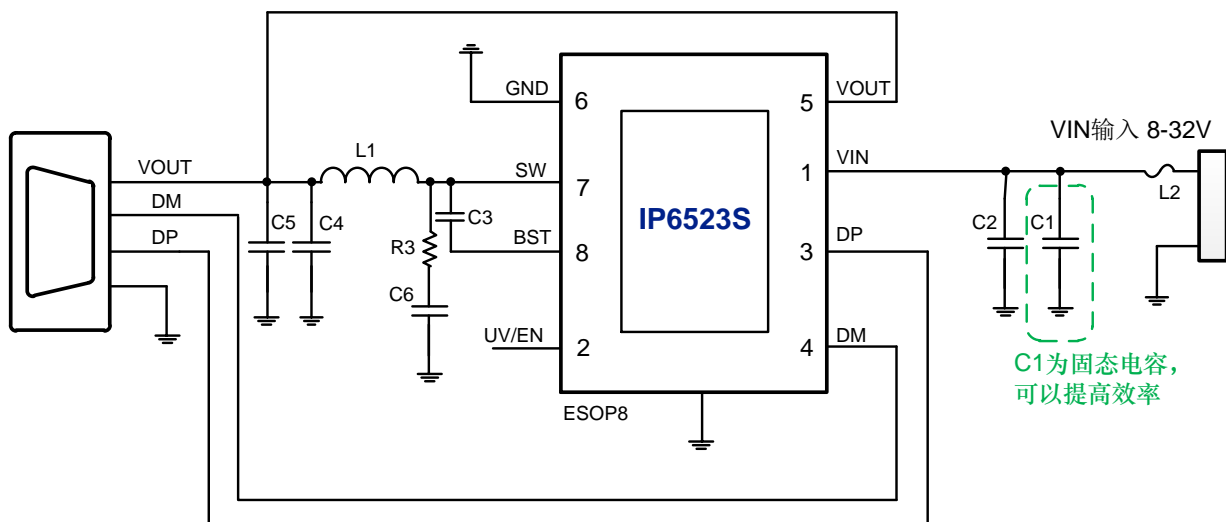 GND
6
5
VOUT
VIN输入 8-32V
L1
VOUT
SW
7
1
VIN
L2
DM
C5
C4
C3
IP6523S
C2
C1
DP
R3
BST
8
3
DP
C6
UV/EN
2
4
DM
C1为固态电容，
可以提高效率
ESOP8